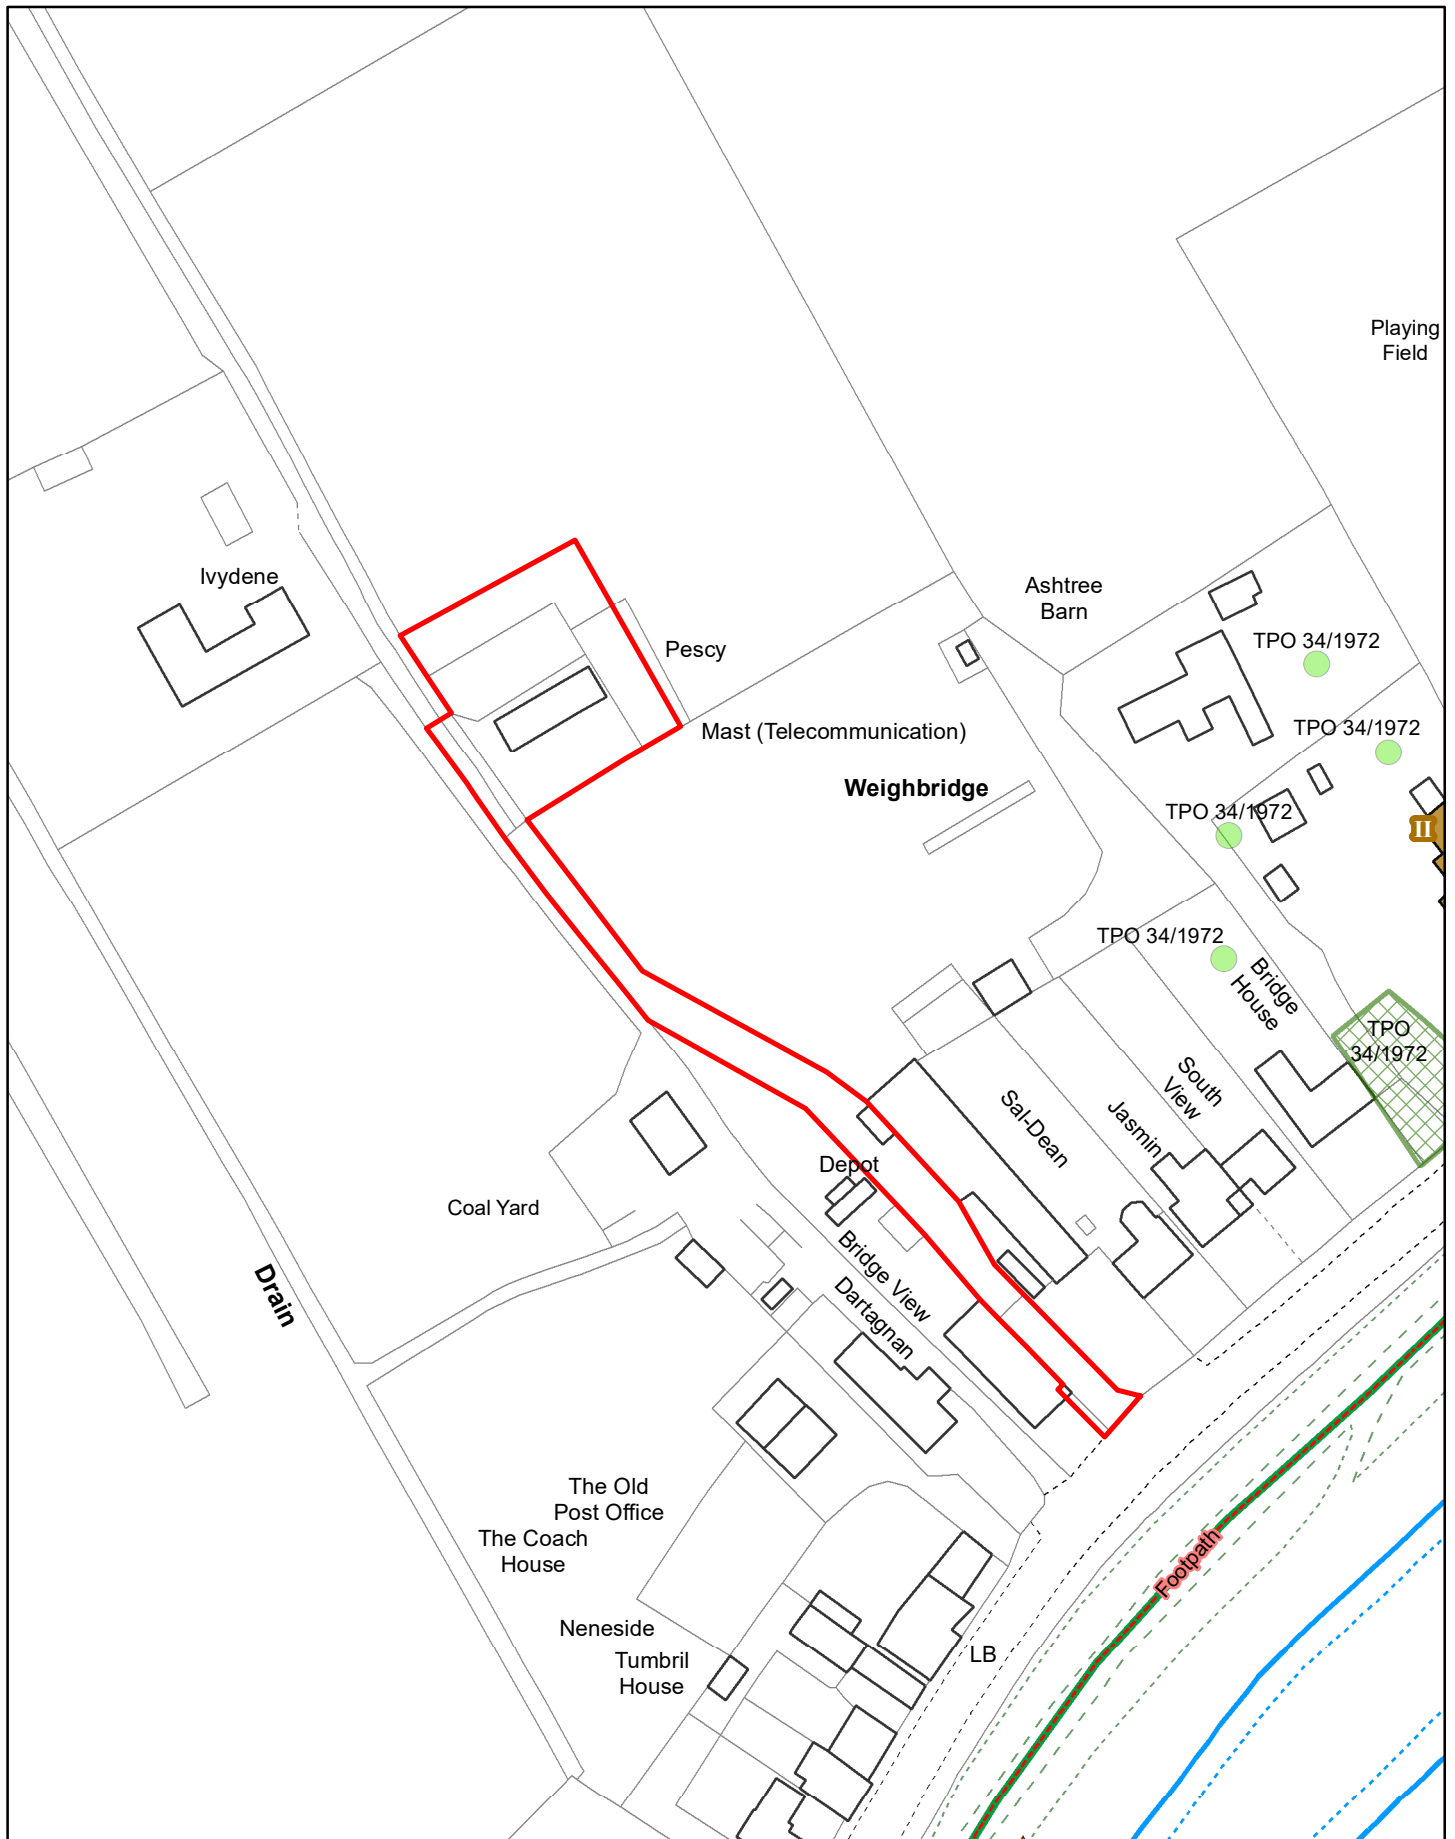 Playing
Field
Ivydene
Ashtree
Barn
TPO 34/1972
Pescy
Mast (Telecommunication)
TPO 34/1972
Weighbridge
TPO 34/1972
II
TPO 34/1972
Bridge
House
TPO
34/1972
South
View
Jasmin
Sal-Dean
Depot
Coal Yard
Bridge View
Dartagnan
Drain
The Old
Post Office
The Coach
House
Footpath
Neneside
LB
Tumbril
House